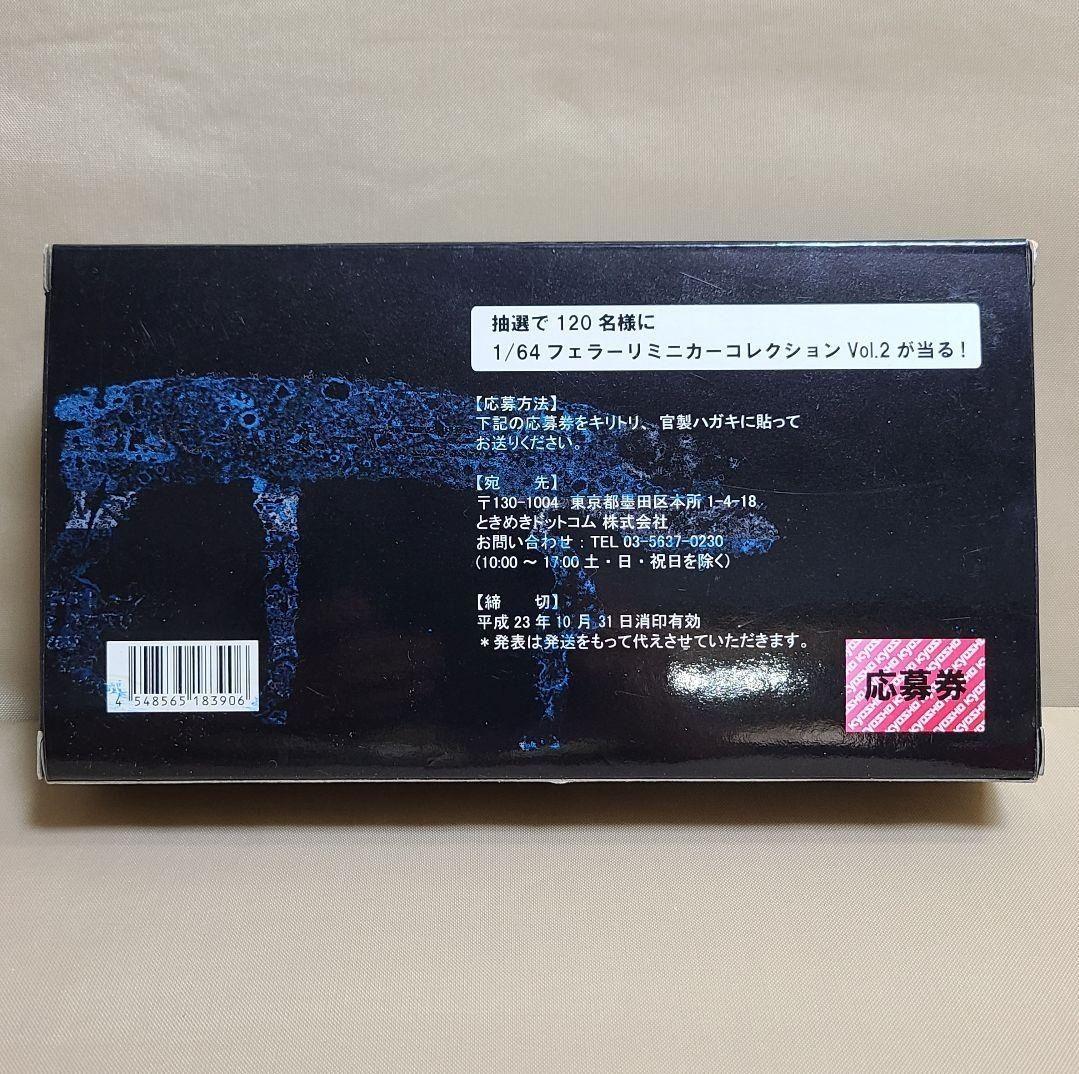 抽選で 120 名様に
1/64 フェラーリミニカーコレクション Vol.2 が当る!
【応募方法】
下記の応募券をキリトリ、官製ハガキに貼って
お送りください。
【宛 先】
〒130-1004 東京都墨田区本所 1-4-18
ときめきドットコム 株式会社
お問い合わせ : TEL 03-5637-0230
(10:00 ~ 17:00 土・日・祝日を除く)
【締 切】
平成 23 年 10 月 31 日消印有効
*発表は発送をもって代えさせていただきます。
4 548565 183906
応募券
KYOSHO